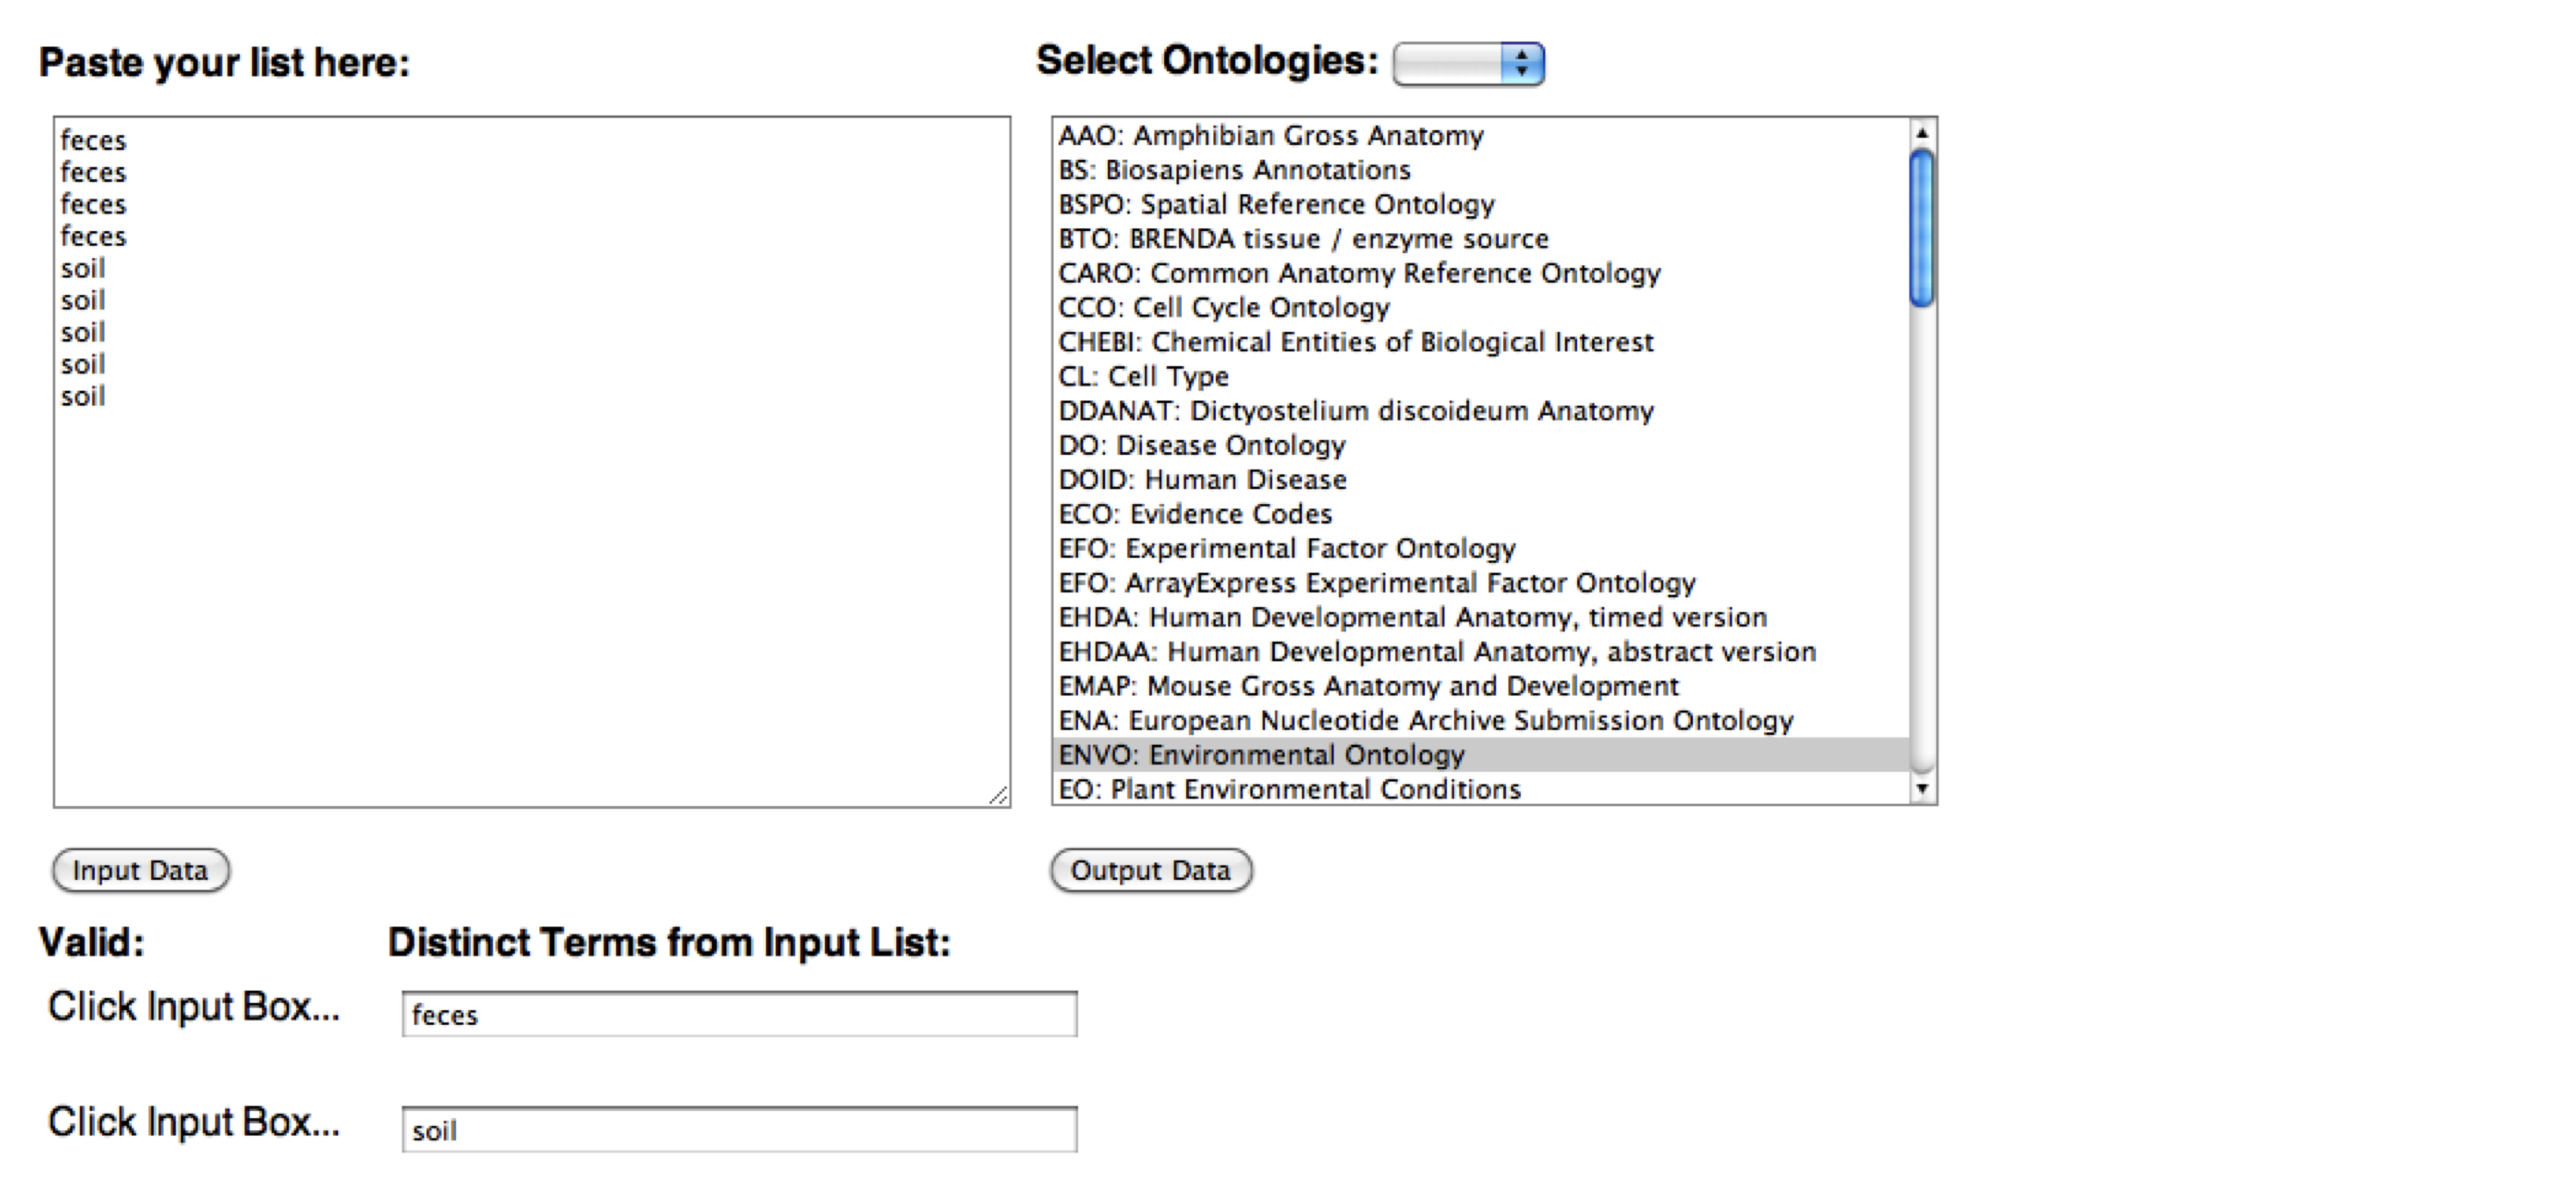 Paste your list here:
feces
feces
feces
feces
soil
soil
soil
soil
soil
Input Data
Select Ontologies:
AAO: Amphibian Gross Anatomy
BS: Biosapiens Annotations
BSPO: Spatial Reference Ontology
BTO: BRENDA tissue / enzyme source
CARO: Common Anatomy Reference Ontology
CCO: Cell Cycle Ontology
CHEBI: Chemical Entities of Biological Interest
CL: Cell Type
DDANAT: Dictyostelium discoideum Anatomy
DO: Disease Ontology
DOID: Human Disease
ECO: Evidence Codes
EFO: Experimental Factor Ontology
EFO: ArrayExpress Experimental Factor Ontology
EHDA: Human Developmental Anatomy, timed version
EHDAA: Human Developmental Anatomy, abstract version
EMAP: Mouse Gross Anatomy and Development
ENA: European Nucleotide Archive Submission Ontology
ENVO: Environmental Ontology
EO: Plant Environmental Conditions
Output Data
Valid: Distinct Terms from Input List:
Click Input Box... feces
Click Input Box... soil